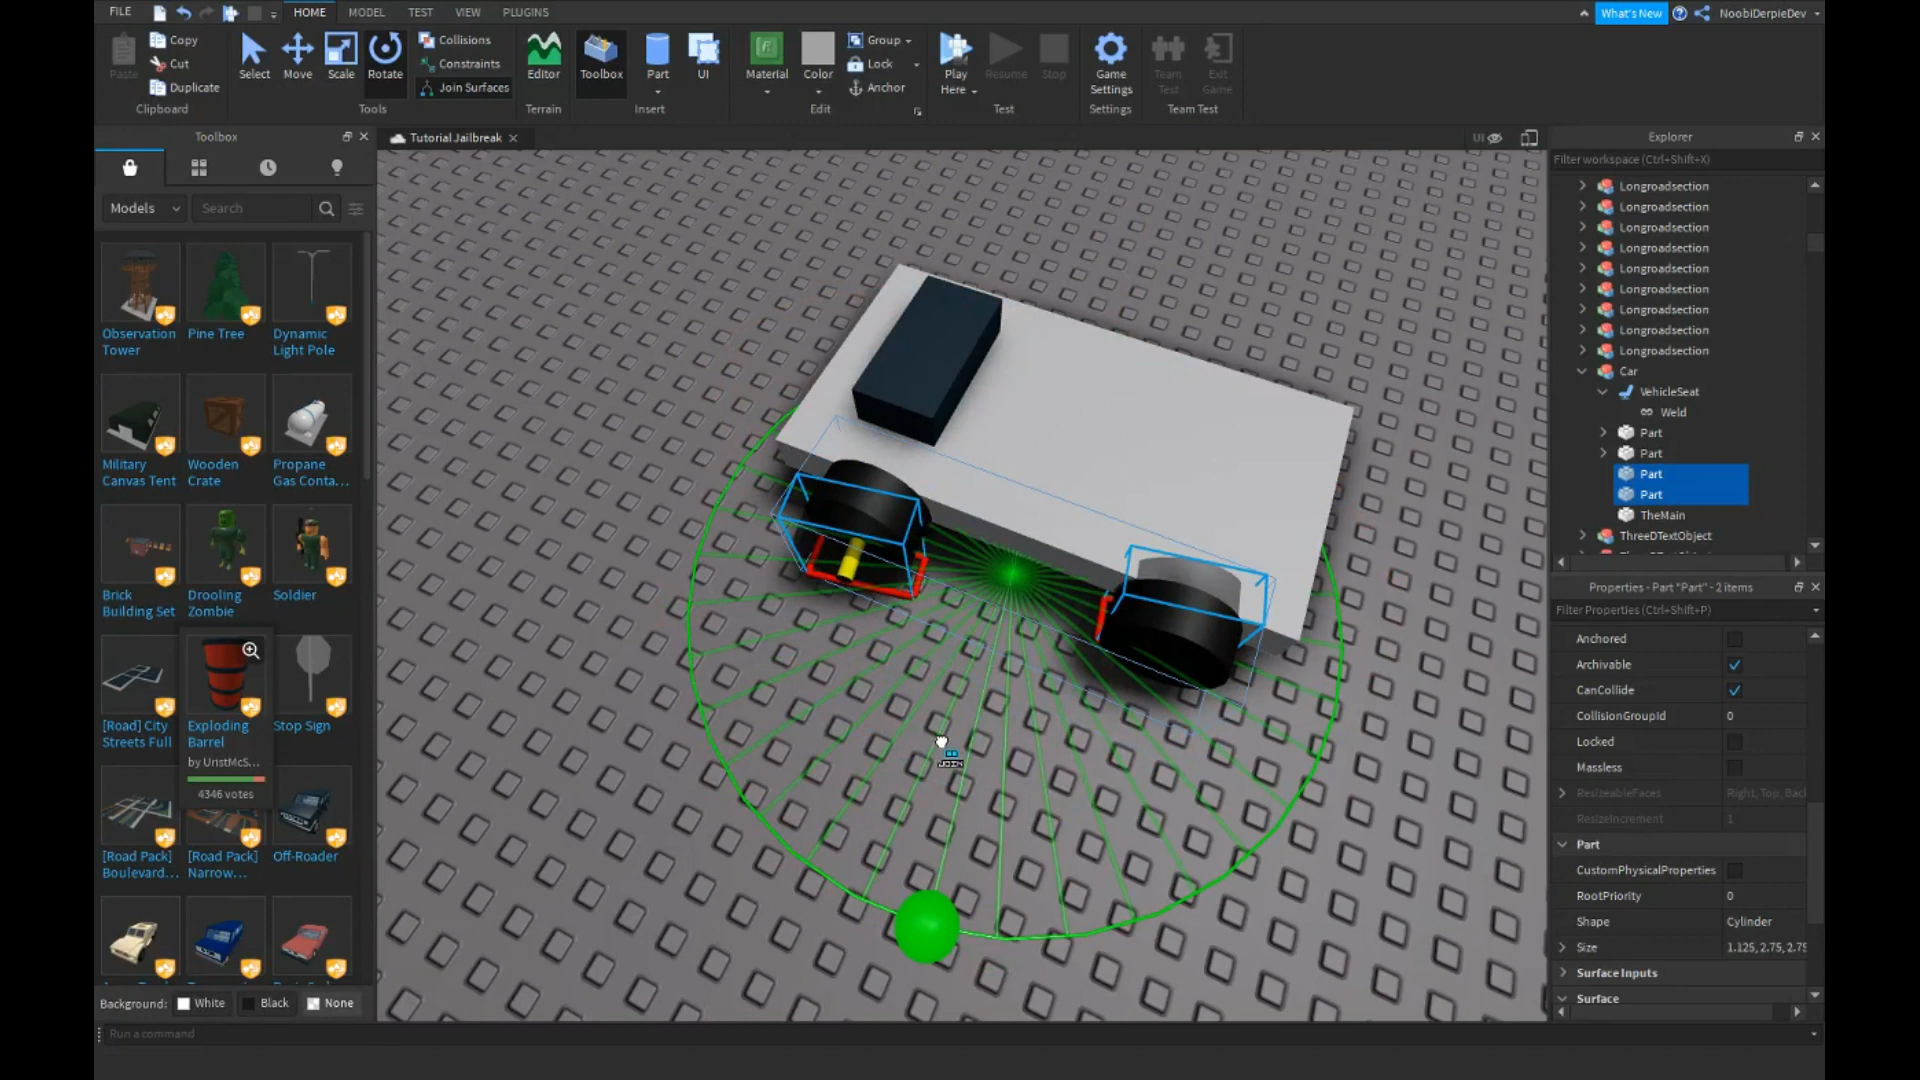 FILE HOME MODEL TEST VIEW PLUGINS What's New NoobiDerpieDev
Copy
Cut
Duplicate
Paste
Clipboard
Select Move Scale Rotate
Collisions
Constraints
Join Surfaces
Tools
Editor
Terrain
Toolbox
Part
UI
Insert
Material
Color
Group
Lock
Anchor
Edit
Play
Here
Resume
Stop
Test
Game
Settings
Settings
Team
Test
Exit
Game
Team Test
Toolbox
Tutorial Jailbreak
UI
Explorer
Filter workspace (Ctrl+Shift+X)
Models
Search
Observation
Tower
Pine Tree
Dynamic
Light Pole
Military
Canvas Tent
Wooden
Crate
Propane
Gas Conta...
Brick
Building Set
Drooling
Zombie
Soldier
[Road] City
Streets Full
Exploding
Barrel
by UristMcS...
4346 votes
Stop Sign
[Road Pack]
Boulevard...
[Road Pack]
Narrow...
Off-Roader
Background: White Black None
Run a command
JOIN
Longroadsection
Longroadsection
Longroadsection
Longroadsection
Longroadsection
Longroadsection
Longroadsection
Longroadsection
Longroadsection
Car
VehicleSeat
Weld
Part
Part
Part
Part
TheMain
ThreeDTextObject
Properties - Part "Part" - 2 items
Filter Properties (Ctrl+Shift+P)
Anchored
Archivable
CanCollide
CollisionGroupId 0
Locked
Massless
ResizeableFaces Right, Top, Back
ResizeIncrement 1
Part
CustomPhysicalProperties
RootPriority 0
Shape Cylinder
Size 1.125, 2.75, 2.75
Surface Inputs
Surface